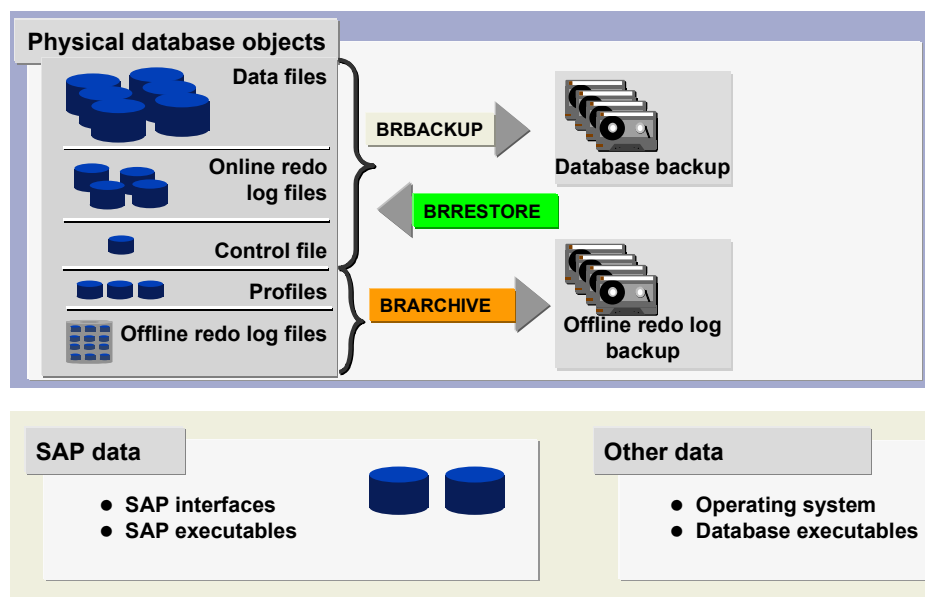 Physical database objects
Data files
Online redo
log files
Control file
Profiles
Offline redo log files
BRBACKUP
BRRESTORE
BRARCHIVE
Database backup
Offline redo log
backup
SAP data
● SAP interfaces
● SAP executables
Other data
● Operating system
● Database executables